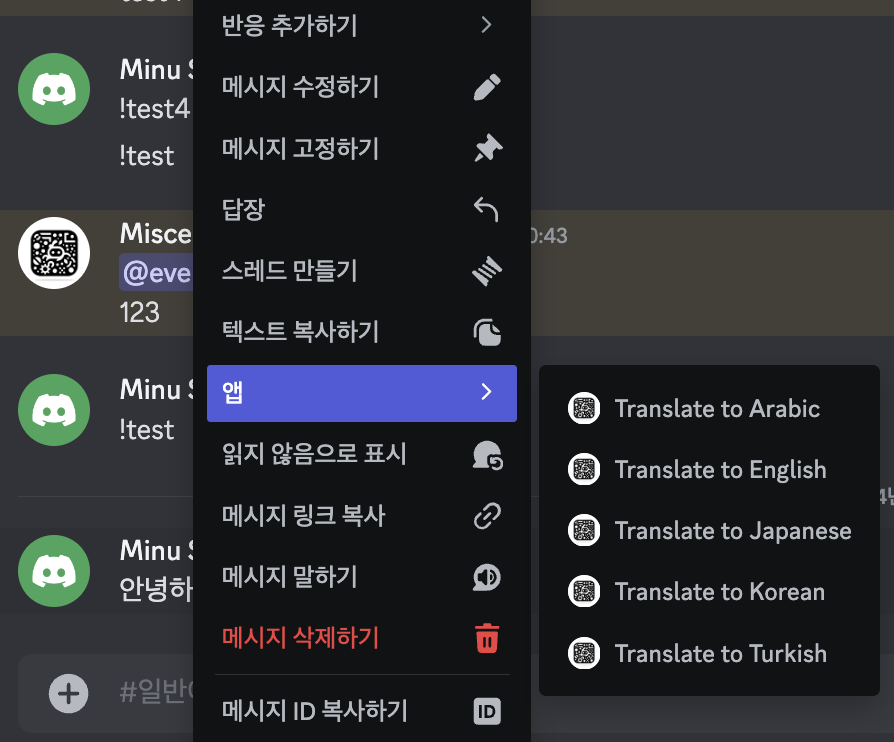 반응 추가하기
Minu S
메시지 수정하기
!test4
메시지 고정하기
!test
답장
Misce
0:43
@eve
스레드 만들기
123
텍스트 복사하기
Minu S
앱
!test
Translate to Arabic
읽지 않음으로 표시
Translate to English
메시지 링크 복사
Translate to Japanese
Minu S
메시지 말하기
안녕하
Translate to Korean
메시지 삭제하기
Translate to Turkish
#일반
메시지 ID 복사하기
ID